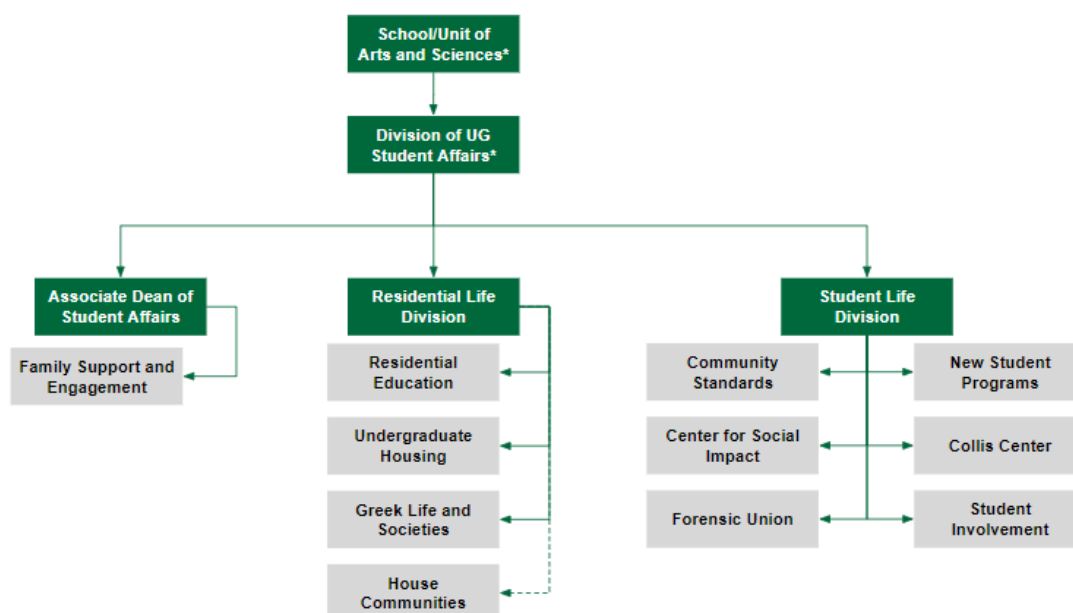 School/Unit of
Arts and Sciences*
Division of UG
Student Affairs*
Associate Dean of
Student Affairs
Family Support and
Engagement
Residential Life
Division
Residential
Education
Undergraduate
Housing
Greek Life and
Societies
House
Communities
Student Life
Division
Community
Standards
New Student
Programs
Center for Social
Impact
Collis Center
Forensic Union
Student
Involvement